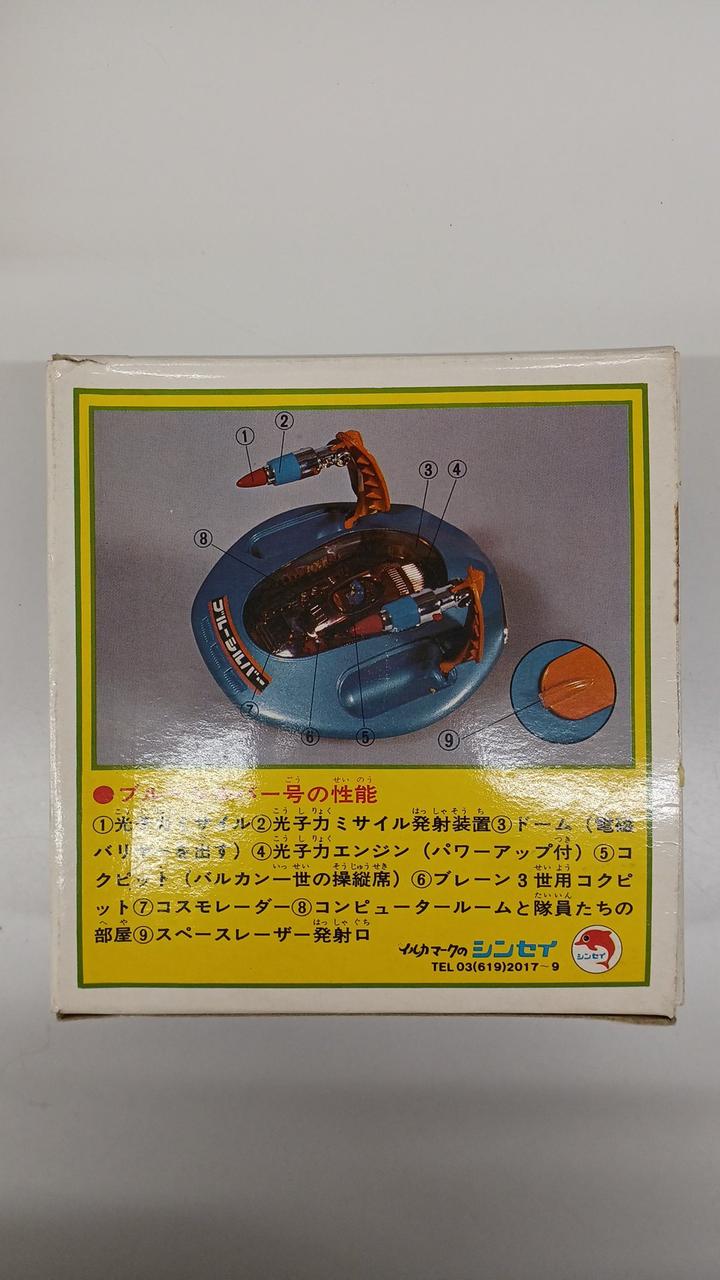 ①
②
③
④
⑧
ブルーシルバー
⑦
⑥
⑤
⑨
●ブルーシルバー号の性能
①光子力ミサイル②光子力ミサイル発射装置③ドーム（電磁
バリヤーを出す）④光子力エンジン（パワーアップ付）⑤コ
クピット（バルカン一世の操縦席）⑥ブレーン3世用コクピ
ット⑦コスモレーダー⑧コンピュータールームと隊員たちの
部屋⑨スペースレーザー発射口
イルカマークのシンセイ
シンセイ
TEL 03(619)2017～9